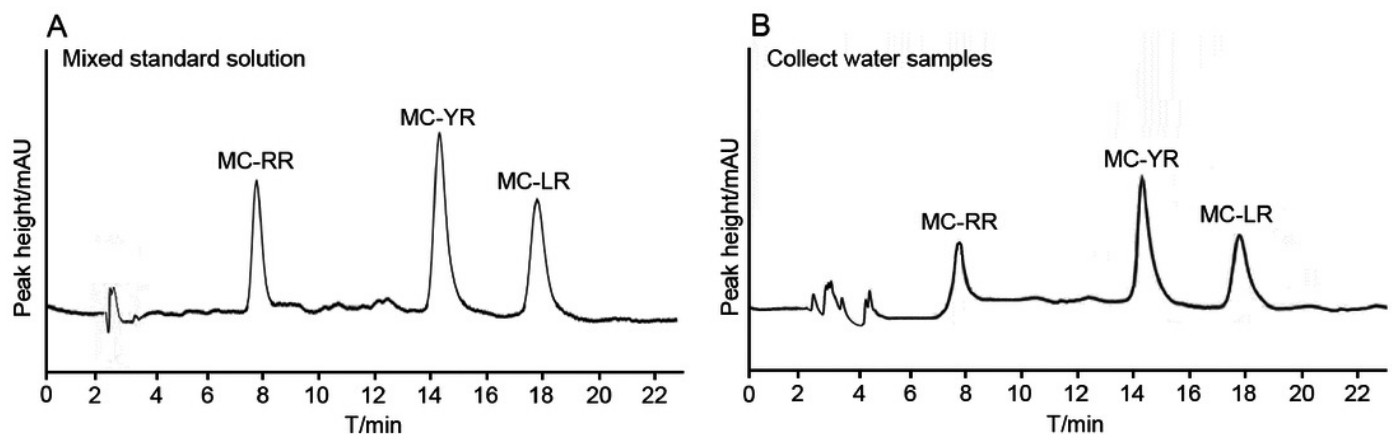 A
Mixed standard solution
Peak height/mAU
MC-RR
MC-YR
MC-LR
0 2 4 6 8 10 12 14 16 18 20 22
T/min
B
Collect water samples
Peak height/mAU
MC-RR
MC-YR
MC-LR
0 2 4 6 8 10 12 14 16 18 20 22
T/min